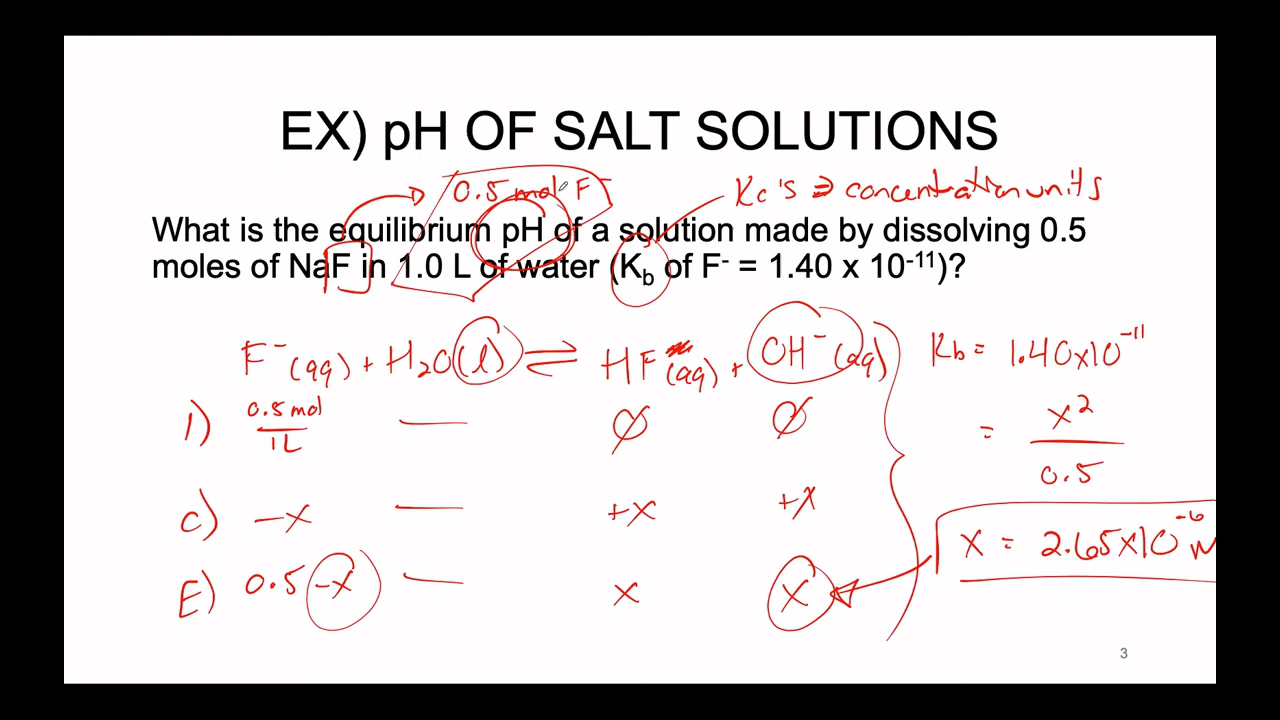 EX) pH OF SALT SOLUTIONS
0.5 mol F⁻
Kc's ⇒ concentration units
What is the equilibrium pH of a solution made by dissolving 0.5
moles of NaF in 1.0 L of water (Kb of F⁻ = 1.40 x 10⁻¹¹)?
F⁻(aq) + H₂O(l) ⇌ HF(aq) + OH⁻(aq)
Kb = 1.40x10⁻¹¹
I) 0.5 mol / 1L — ∅ ∅
= x² / 0.5
C) -x — +x +x
x = 2.65x10⁻⁶ M
E) 0.5 -x — x x
3